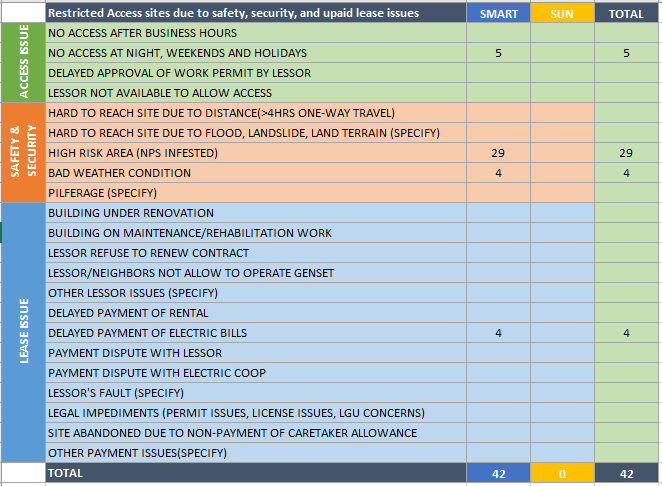 Restricted Access sites due to safety, security, and upaid lease issues SMART SUN TOTAL
ACCESS ISSUE
NO ACCESS AFTER BUSINESS HOURS
NO ACCESS AT NIGHT, WEEKENDS AND HOLIDAYS 5 5
DELAYED APPROVAL OF WORK PERMIT BY LESSOR
LESSOR NOT AVAILABLE TO ALLOW ACCESS
SAFETY & SECURITY
HARD TO REACH SITE DUE TO DISTANCE(>4HRS ONE-WAY TRAVEL)
HARD TO REACH SITE DUE TO FLOOD, LANDSLIDE, LAND TERRAIN (SPECIFY)
HIGH RISK AREA (NPS INFESTED) 29 29
BAD WEATHER CONDITION 4 4
PILFERAGE (SPECIFY)
LEASE ISSUE
BUILDING UNDER RENOVATION
BUILDING ON MAINTENANCE/REHABILITATION WORK
LESSOR REFUSE TO RENEW CONTRACT
LESSOR/NEIGHBORS NOT ALLOW TO OPERATE GENSET
OTHER LESSOR ISSUES (SPECIFY)
DELAYED PAYMENT OF RENTAL
DELAYED PAYMENT OF ELECTRIC BILLS 4 4
PAYMENT DISPUTE WITH LESSOR
PAYMENT DISPUTE WITH ELECTRIC COOP
LESSOR'S FAULT (SPECIFY)
LEGAL IMPEDIMENTS (PERMIT ISSUES, LICENSE ISSUES, LGU CONCERNS)
SITE ABANDONED DUE TO NON-PAYMENT OF CARETAKER ALLOWANCE
OTHER PAYMENT ISSUES(SPECIFY)
TOTAL 42 0 42